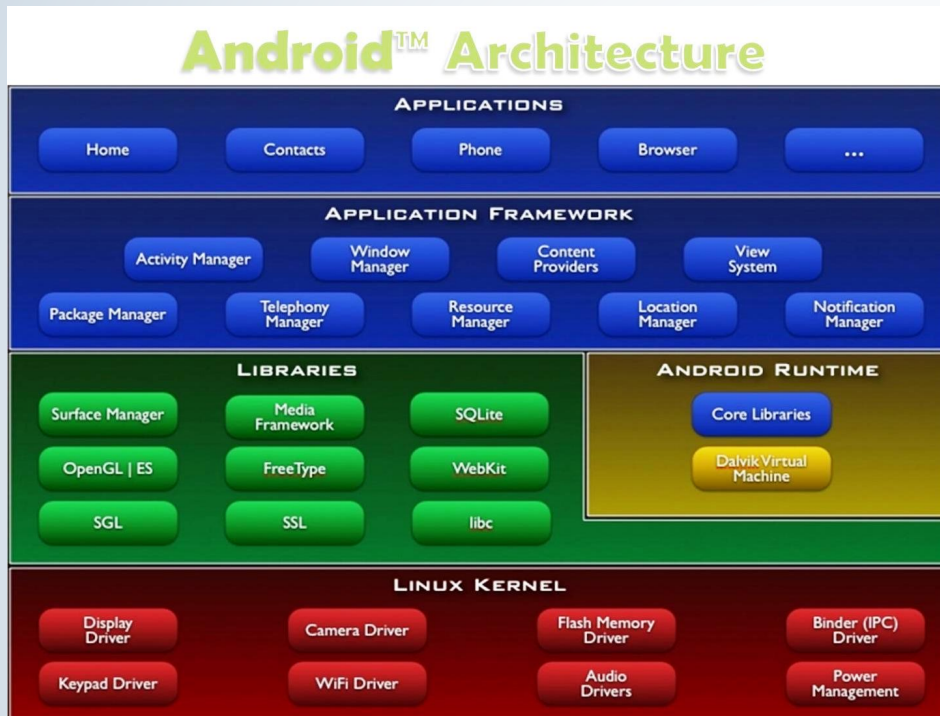 Android™ Architecture
APPLICATIONS
Home
Contacts
Phone
Browser
...
APPLICATION FRAMEWORK
Activity Manager
Window
Manager
Content
Providers
View
System
Package Manager
Telephony
Manager
Resource
Manager
Location
Manager
Notification
Manager
LIBRARIES
Surface Manager
Media
Framework
SQLite
OpenGL | ES
FreeType
WebKit
SGL
SSL
libc
ANDROID RUNTIME
Core Libraries
Dalvik Virtual
Machine
LINUX KERNEL
Display
Driver
Camera Driver
Flash Memory
Driver
Binder (IPC)
Driver
Keypad Driver
WiFi Driver
Audio
Drivers
Power
Management